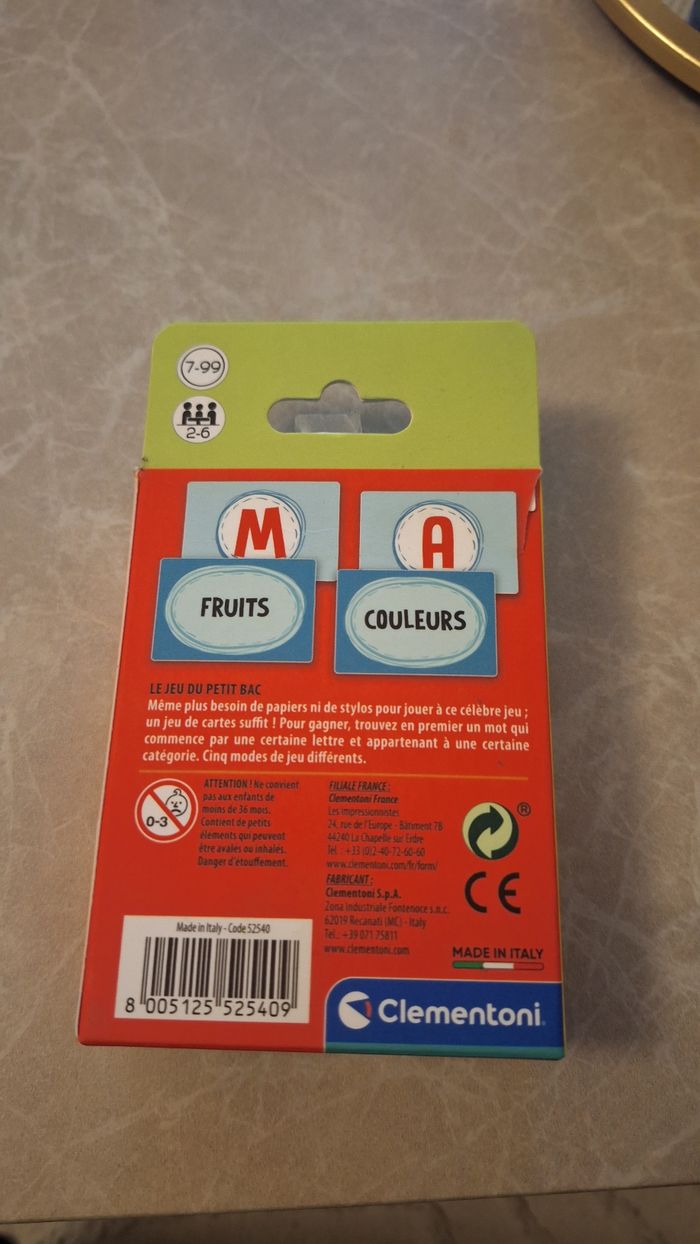 7-99
2-6
M
A
FRUITS
COULEURS
LE JEU DU PETIT BAC
Même plus besoin de papiers ni de stylos pour jouer à ce célèbre jeu ;
un jeu de cartes suffit ! Pour gagner, trouvez en premier un mot qui
commence par une certaine lettre et appartenant à une certaine
catégorie. Cinq modes de jeu différents.
0-3
ATTENTION ! Ne convient
pas aux enfants de
moins de 36 mois.
Contient de petits
éléments qui peuvent
être avalés ou inhalés.
Danger d'étouffement.
FILIALE FRANCE :
Clementoni France
Les impressionnistes
24, rue de l'Europe - Bâtiment 7B
44240 La Chapelle sur Erdre
Tél. : +33 (0)2-40-72-60-60
www.clementoni.com/fr/form/
FABRICANT :
Clementoni S.p.A.
Zona industriale Fontenoce s.n.c.
62019 Recanati (MC) - Italy
Tel.: +39 071 75811
www.clementoni.com
®
CE
MADE IN ITALY
Made in Italy - Code 52540
8 005125 525409
Clementoni